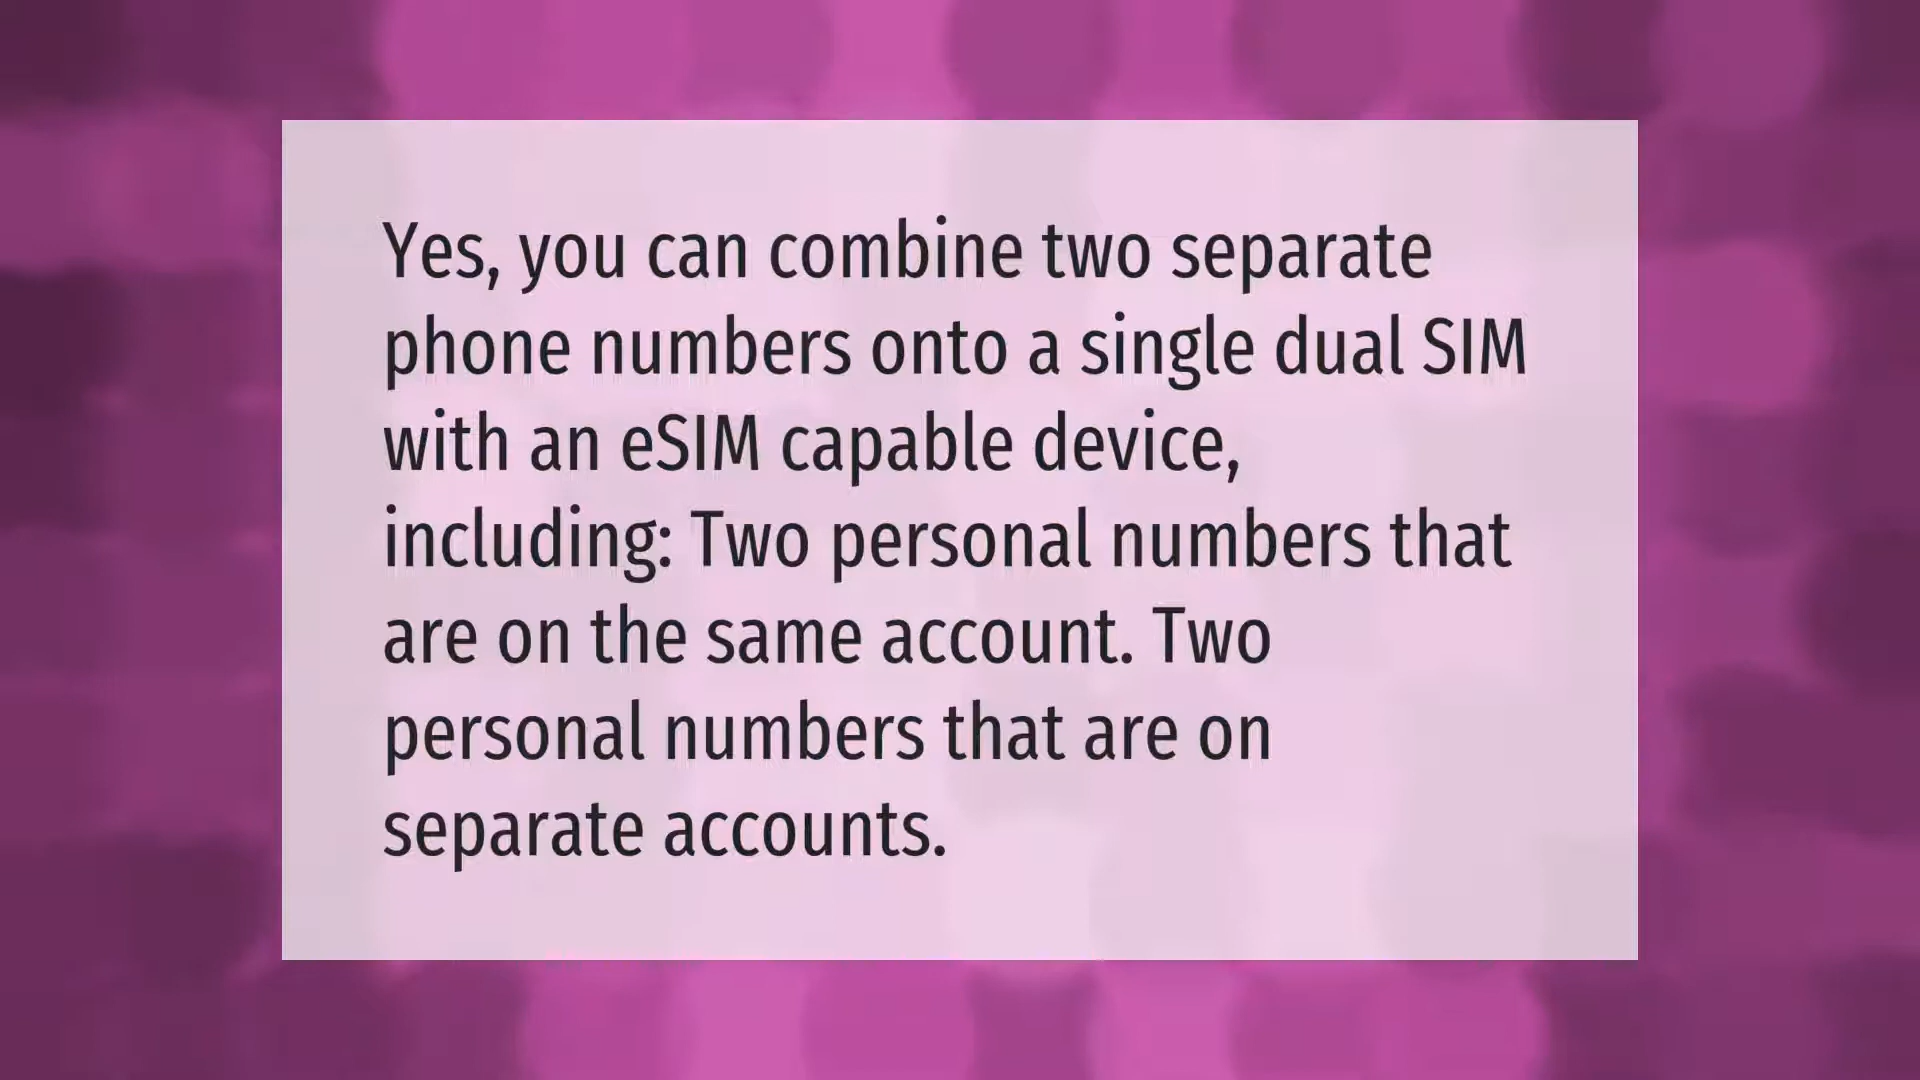 Yes, you can combine two separate
phone numbers onto a single dual SIM
with an eSIM capable device,
including: Two personal numbers that
are on the same account. Two
personal numbers that are on
separate accounts.